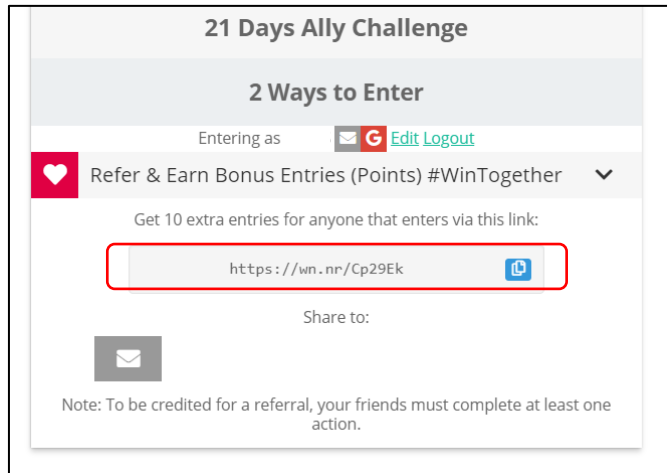 21 Days Ally Challenge
2 Ways to Enter
Entering as G Edit Logout
Refer & Earn Bonus Entries (Points) #WinTogether
Get 10 extra entries for anyone that enters via this link:
https://wn.nr/Cp29Ek
Share to:
Note: To be credited for a referral, your friends must complete at least one
action.